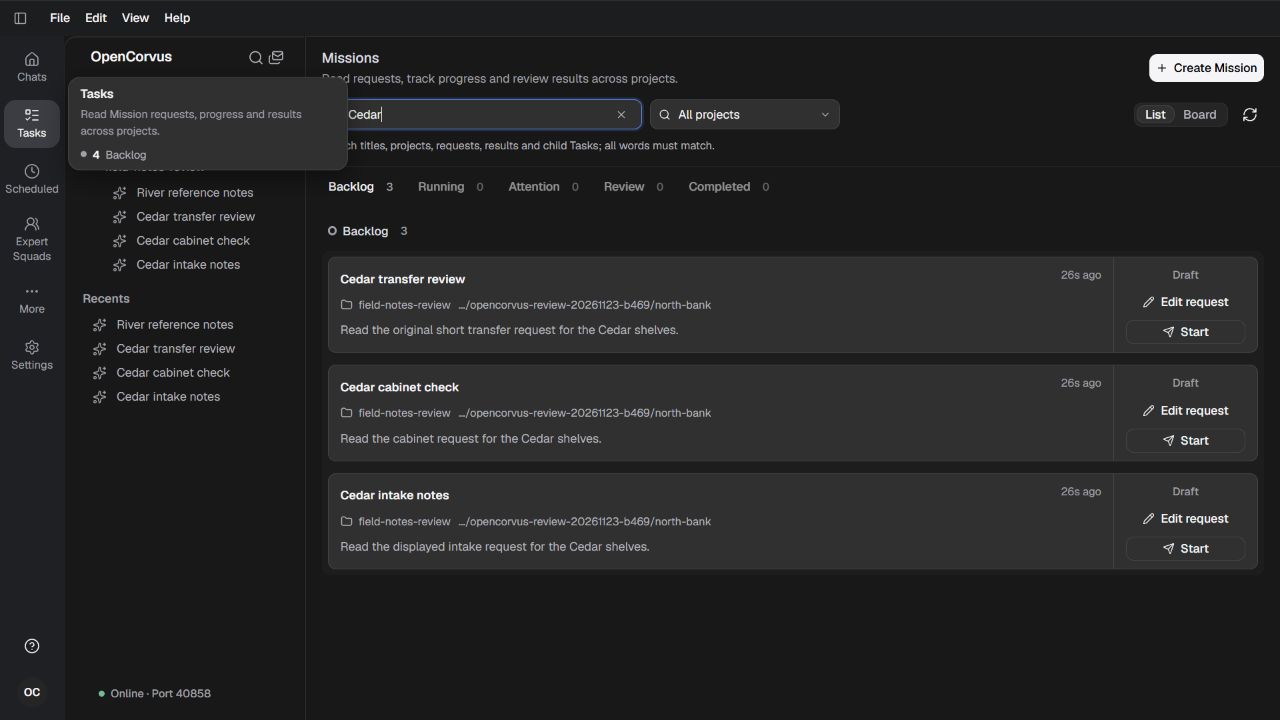 File Edit View Help
Chats
Tasks
Scheduled
Expert
Squads
More
Settings
OC
OpenCorvus
Tasks
Read Mission requests, progress and results
across projects.
4 Backlog
River reference notes
Cedar transfer review
Cedar cabinet check
Cedar intake notes
Recents
River reference notes
Cedar transfer review
Cedar cabinet check
Cedar intake notes
Online · Port 40858
Missions
Read requests, track progress and review results across projects.
Create Mission
Cedar
All projects
List Board
titles, projects, requests, results and child Tasks; all words must match.
Backlog 3 Running 0 Attention 0 Review 0 Completed 0
Backlog 3
Cedar transfer review 26s ago
field-notes-review …/opencorvus-review-20261123-b469/north-bank
Read the original short transfer request for the Cedar shelves.
Draft
Edit request
Start
Cedar cabinet check 26s ago
field-notes-review …/opencorvus-review-20261123-b469/north-bank
Read the cabinet request for the Cedar shelves.
Draft
Edit request
Start
Cedar intake notes 26s ago
field-notes-review …/opencorvus-review-20261123-b469/north-bank
Read the displayed intake request for the Cedar shelves.
Draft
Edit request
Start